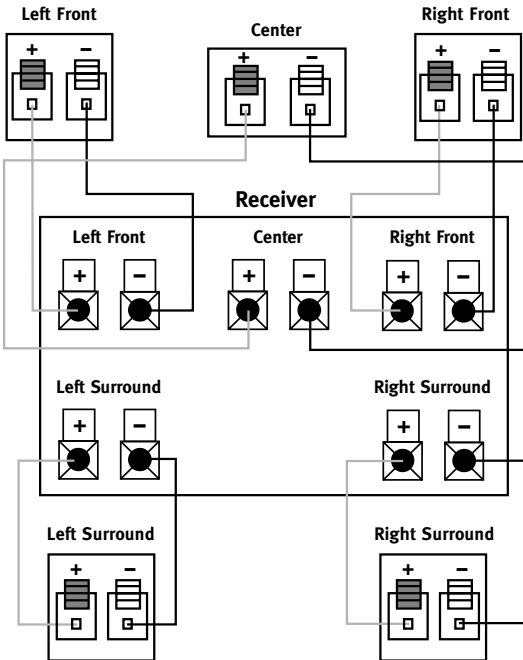 Left Front
Center
Right Front
+ −
+ −
+ −
Receiver
Left Front
Center
Right Front
+ −
+ −
+ −
Left Surround
Right Surround
+ −
+ −
Left Surround
Right Surround
+ −
+ −